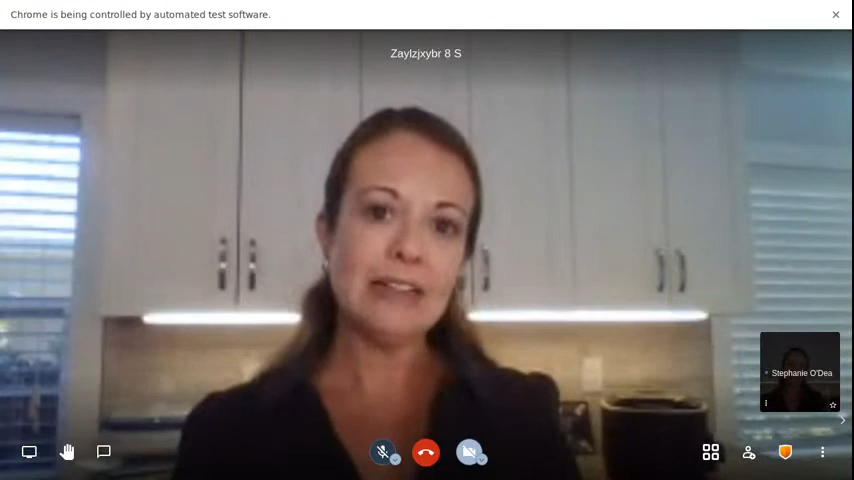 Chrome is being controlled by automated test software.
Zaylzjxybr 8 S
Stephanie O'Dea